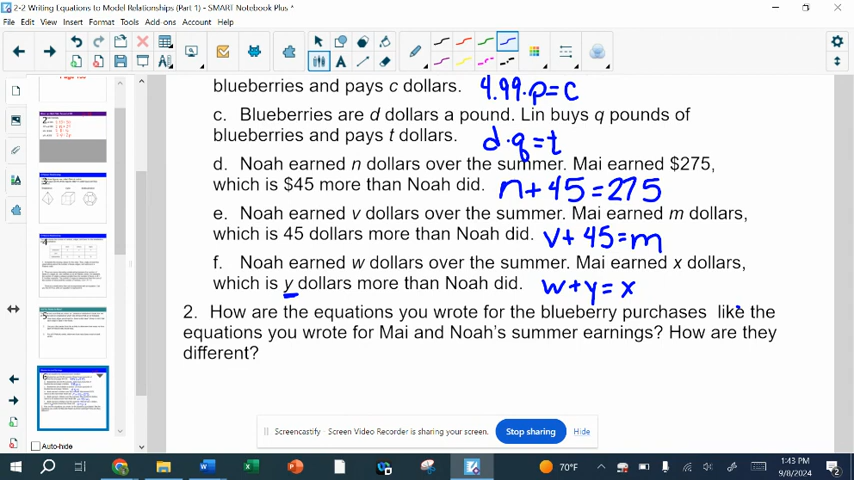 2-2 Writing Equations to Model Relationships (Part 1) - SMART Notebook Plus *
File Edit View Insert Format Tools Add-ons Account Help
blueberries and pays c dollars. 4.99·p=c
c. Blueberries are d dollars a pound. Lin buys q pounds of
blueberries and pays t dollars. d·q=t
d. Noah earned n dollars over the summer. Mai earned $275,
which is $45 more than Noah did. n+45=275
e. Noah earned v dollars over the summer. Mai earned m dollars,
which is 45 dollars more than Noah did. v+45=m
f. Noah earned w dollars over the summer. Mai earned x dollars,
which is y dollars more than Noah did. w+y=x
2. How are the equations you wrote for the blueberry purchases like the
equations you wrote for Mai and Noah's summer earnings? How are they
different?
Screencastify - Screen Video Recorder is sharing your screen. Stop sharing Hide
Auto-hide
70°F 1:43 PM
9/8/2024 2